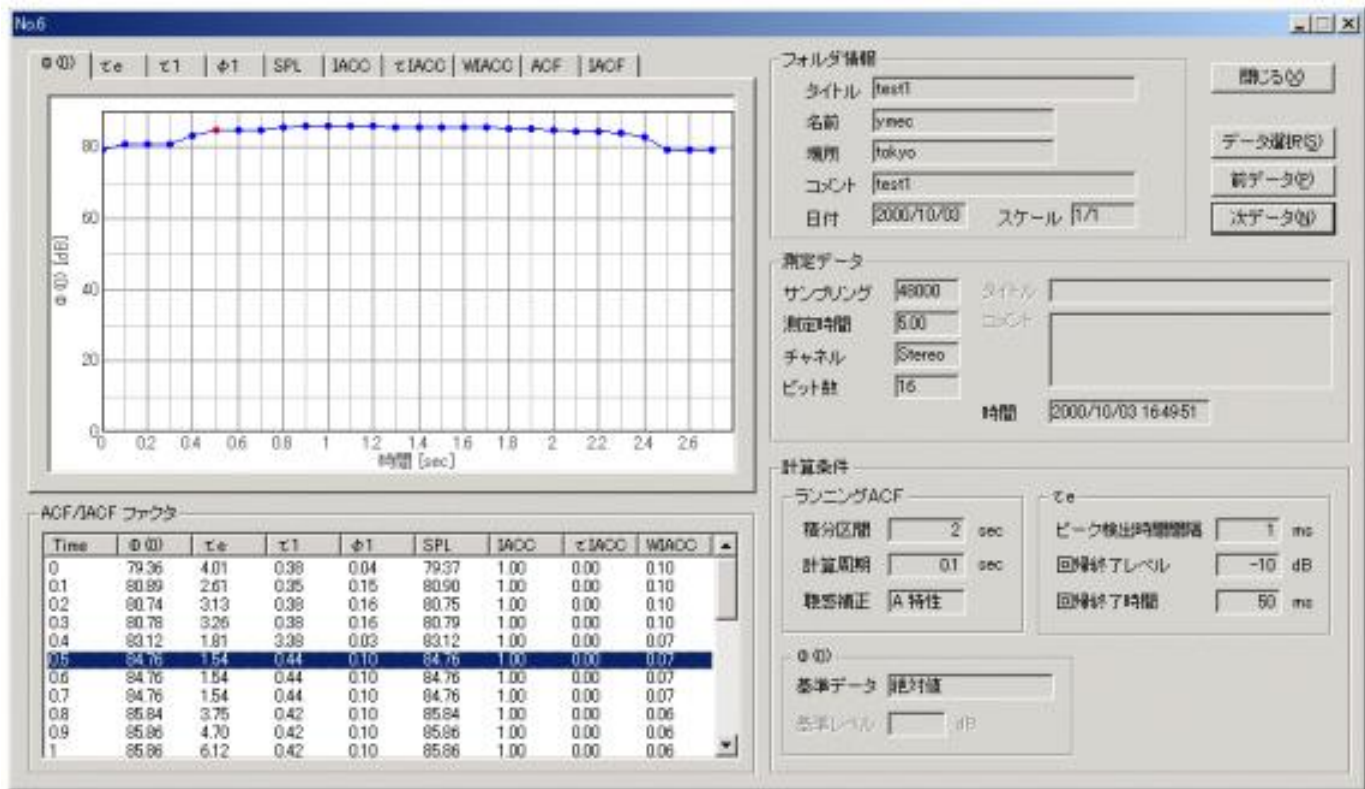 No.6
Φ(0) τe τ1 φ1 SPL IACC τIACC WIACC ACF IACF
80
60
40
20
0
Φ(0) [dB]
0 0.2 0.4 0.6 0.8 1 1.2 1.4 1.6 1.8 2 2.2 2.4 2.6
時間 [sec]
ACF/IACF ファクタ
Time Φ(0) τe τ1 φ1 SPL IACC τIACC WIACC
0 79.36 4.01 0.38 0.04 79.37 1.00 0.00 0.10
0.1 80.89 2.61 0.35 0.15 80.90 1.00 0.00 0.10
0.2 80.74 3.13 0.38 0.16 80.75 1.00 0.00 0.10
0.3 80.78 3.26 0.38 0.16 80.79 1.00 0.00 0.10
0.4 83.12 1.81 3.38 0.03 83.12 1.00 0.00 0.07
0.5 84.76 1.54 0.44 0.10 84.76 1.00 0.00 0.07
0.6 84.76 1.54 0.44 0.10 84.76 1.00 0.00 0.07
0.7 84.76 1.54 0.44 0.10 84.76 1.00 0.00 0.07
0.8 85.84 3.75 0.42 0.10 85.84 1.00 0.00 0.06
0.9 85.86 4.70 0.42 0.10 85.86 1.00 0.00 0.06
1 85.86 6.12 0.42 0.10 85.86 1.00 0.00 0.06
フォルダ情報
タイトル test1
名前 ymec
場所 tokyo
コメント test1
日付 2000/10/03 スケール 1/1
閉じる(X)
データ選択(S)
前データ(P)
次データ(N)
測定データ
サンプリング 48000 タイトル
測定時間 5.00 コメント
チャネル Stereo
ビット数 16
時間 2000/10/03 16:49:51
計算条件
ランニングACF
積分区間 2 sec
計算周期 0.1 sec
聴感補正 A 特性
τe
ピーク検出時間間隔 1 ms
回帰終了レベル -10 dB
回帰終了時間 50 ms
Φ(0)
基準データ 絶対値
基準レベル dB